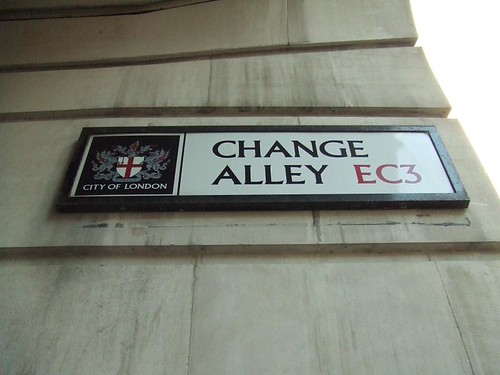 CHANGE
ALLEY EC3
CITY OF LONDON